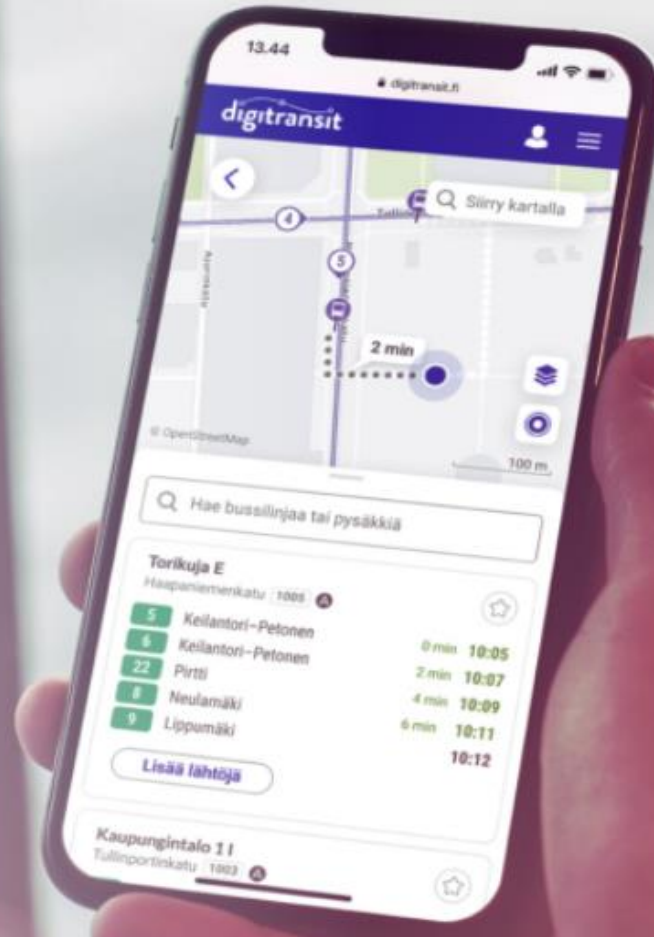 13.44
digitransit.fi
digitransit
Siirry kartalla
4
5
2 min
© OpenStreetMap
100 m
Hae bussilinjaa tai pysäkkiä
Torikuja E
Haapaniemenkatu 1005 A
5 Keilantori–Petonen 0 min 10:05
6 Keilantori–Petonen 2 min 10:07
22 Pirtti 4 min 10:09
8 Neulamäki 6 min 10:11
9 Lippumäki 10:12
Lisää lähtöjä
Kaupungintalo 1 I
Tullinportinkatu 1003 A